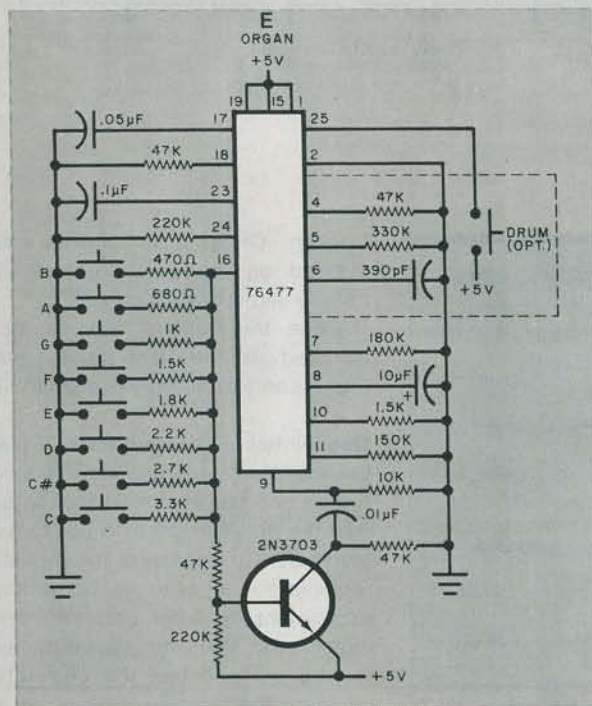 E
ORGAN
+5V
19 15 1
17 25
.05µF
18 2
47K
23
.1µF
4 47K
24
220K
5 330K
DRUM
(OPT.)
B 470Ω 16
6 390pF
76477
+5V
A 680Ω
G 1K
7 180K
F 1.5K
8 10µF
+
E 1.8K
10 1.5K
D 2.2K
11 150K
C# 2.7K
9 10K
C 3.3K
.01µF
47K
2N3703
47K
220K
+5V